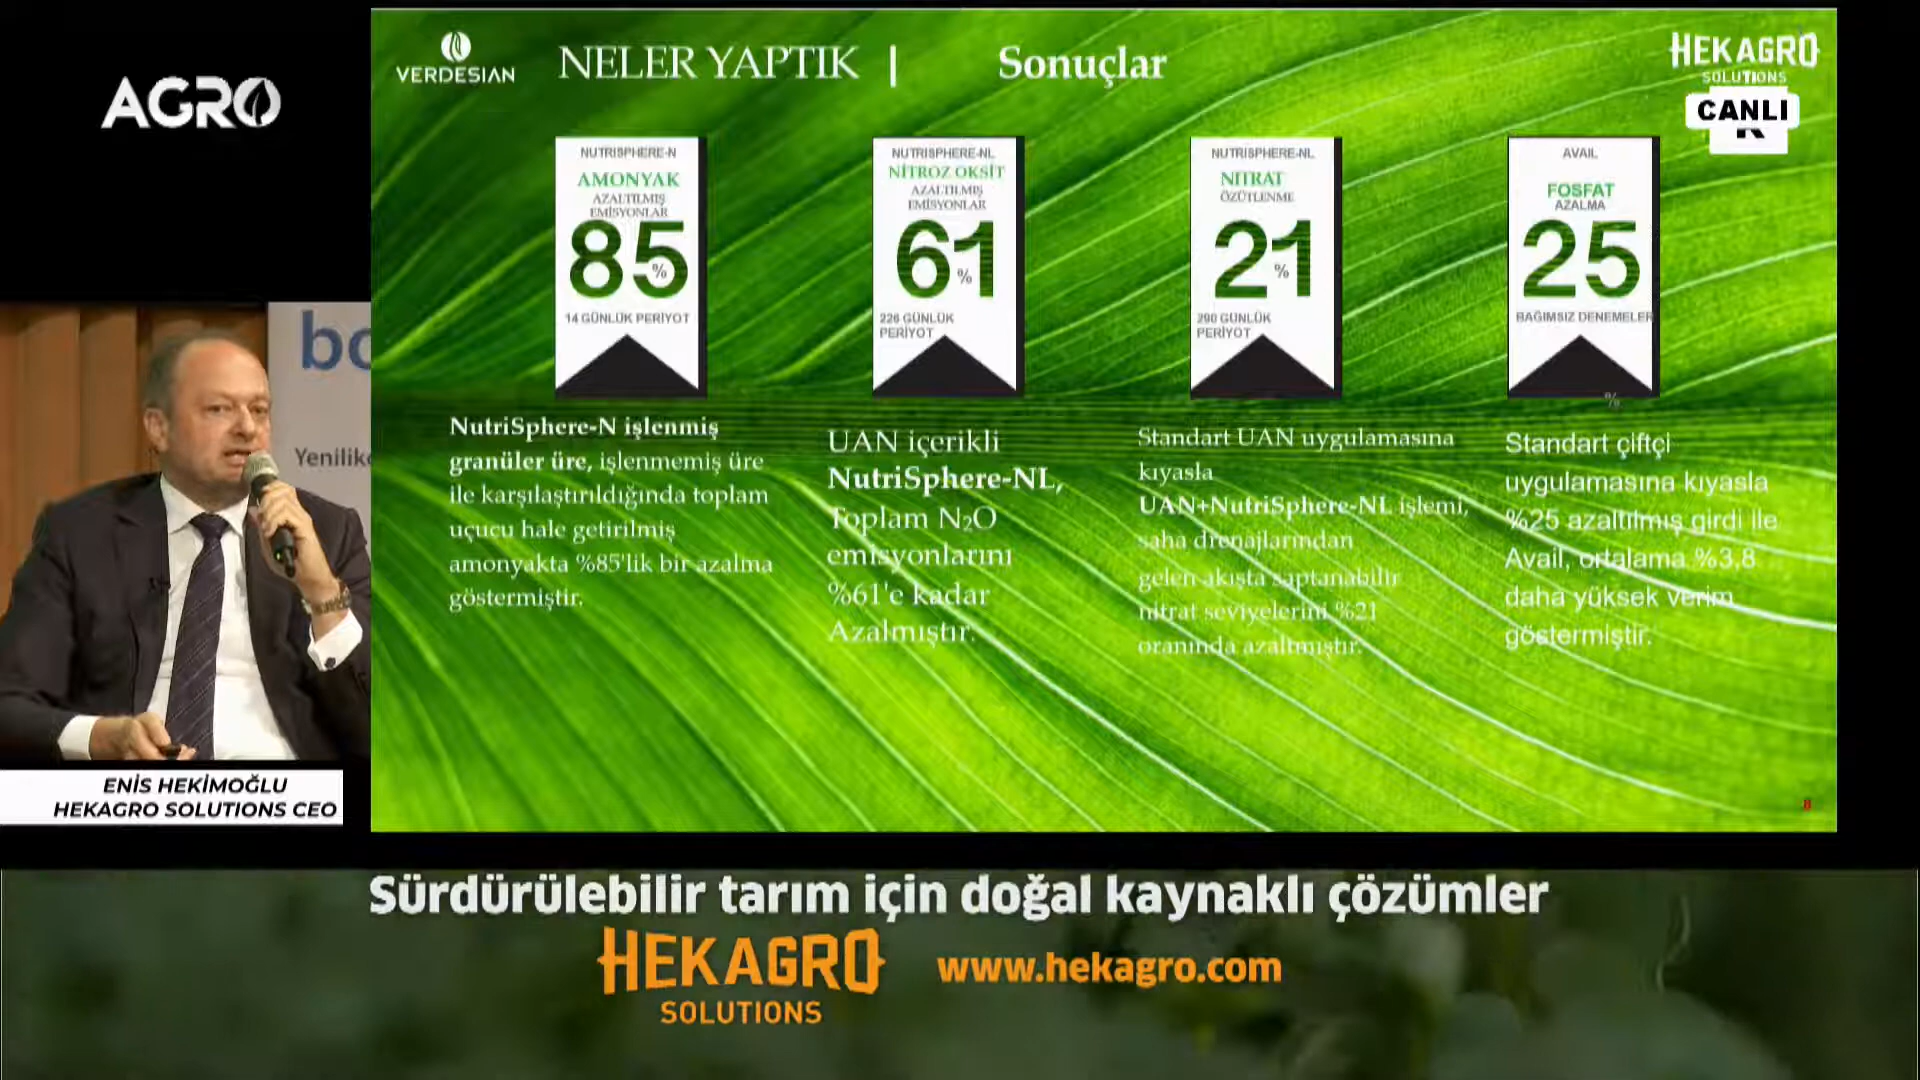 AGRO
VERDESIAN
NELER YAPTIK | Sonuçlar
HEKAGRO
SOLUTIONS
CANLI
NUTRISPHERE-N
AMONYAK
AZALTILMIŞ
EMİSYONLAR
85
%
14 GÜNLÜK PERİYOT
NutriSphere-N işlenmiş
granüler üre, işlenmemiş üre
ile karşılaştırıldığında toplam
uçucu hale getirilmiş
amonyakta %85'lik bir azalma
göstermiştir.
NUTRISPHERE-NL
NİTROZ OKSİT
AZALTILMIŞ
EMİSYONLAR
61
%
226 GÜNLÜK
PERİYOT
UAN içerikli
NutriSphere-NL,
Toplam N₂O
emisyonlarını
%61'e kadar
Azalmıştır.
NUTRISPHERE-NL
NITRAT
ÖZÜTLENME
21
%
290 GÜNLÜK
PERİYOT
Standart UAN uygulamasına
kıyasla
UAN+NutriSphere-NL işlemi,
saha drenajlarından
gelen akışta saptanabilir
nitrat seviyelerini %21
oranında azaltmıştır.
AVAIL
FOSFAT
AZALMA
25
BAĞIMSIZ DENEMELER
%
Standart çiftçi
uygulamasına kıyasla
%25 azaltılmış girdi ile
Avail, ortalama %3,8
daha yüksek verim
göstermiştir.
8
Yenilik
ENİS HEKİMOĞLU
HEKAGRO SOLUTIONS CEO
Sürdürülebilir tarım için doğal kaynaklı çözümler
HEKAGRO
SOLUTIONS
www.hekagro.com